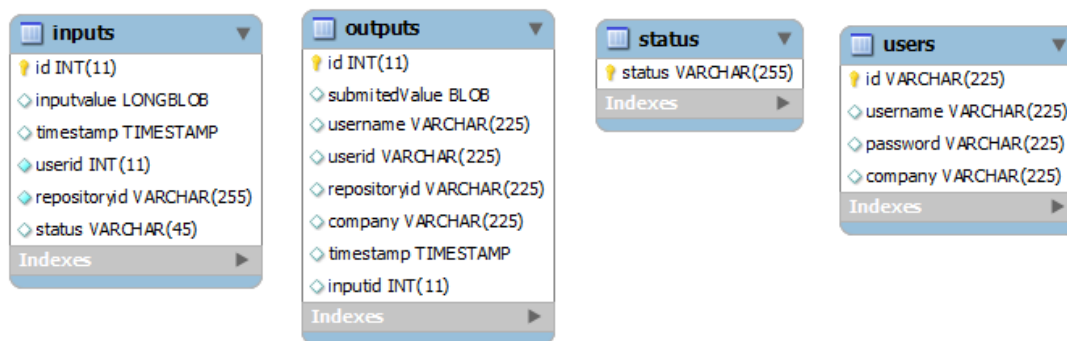 inputs
id INT(11)
inputvalue LONGBLOB
timestamp TIMESTAMP
userid INT(11)
repositoryid VARCHAR(255)
status VARCHAR(45)
Indexes
outputs
id INT(11)
submitedValue BLOB
username VARCHAR(225)
userid VARCHAR(225)
repositoryid VARCHAR(225)
company VARCHAR(225)
timestamp TIMESTAMP
inputid INT(11)
Indexes
status
status VARCHAR(255)
Indexes
users
id VARCHAR(225)
username VARCHAR(225)
password VARCHAR(225)
company VARCHAR(225)
Indexes